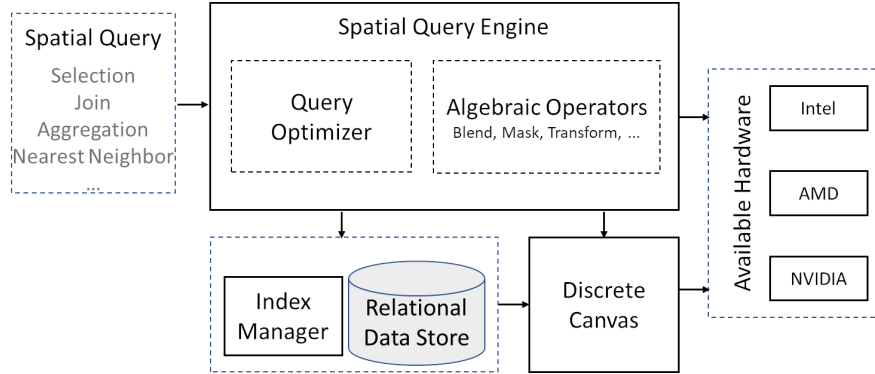 Spatial Query
Selection
Join
Aggregation
Nearest Neighbor
...
Spatial Query Engine
Query
Optimizer
Algebraic Operators
Blend, Mask, Transform, ...
Index
Manager
Relational
Data Store
Discrete
Canvas
Available Hardware
Intel
AMD
NVIDIA